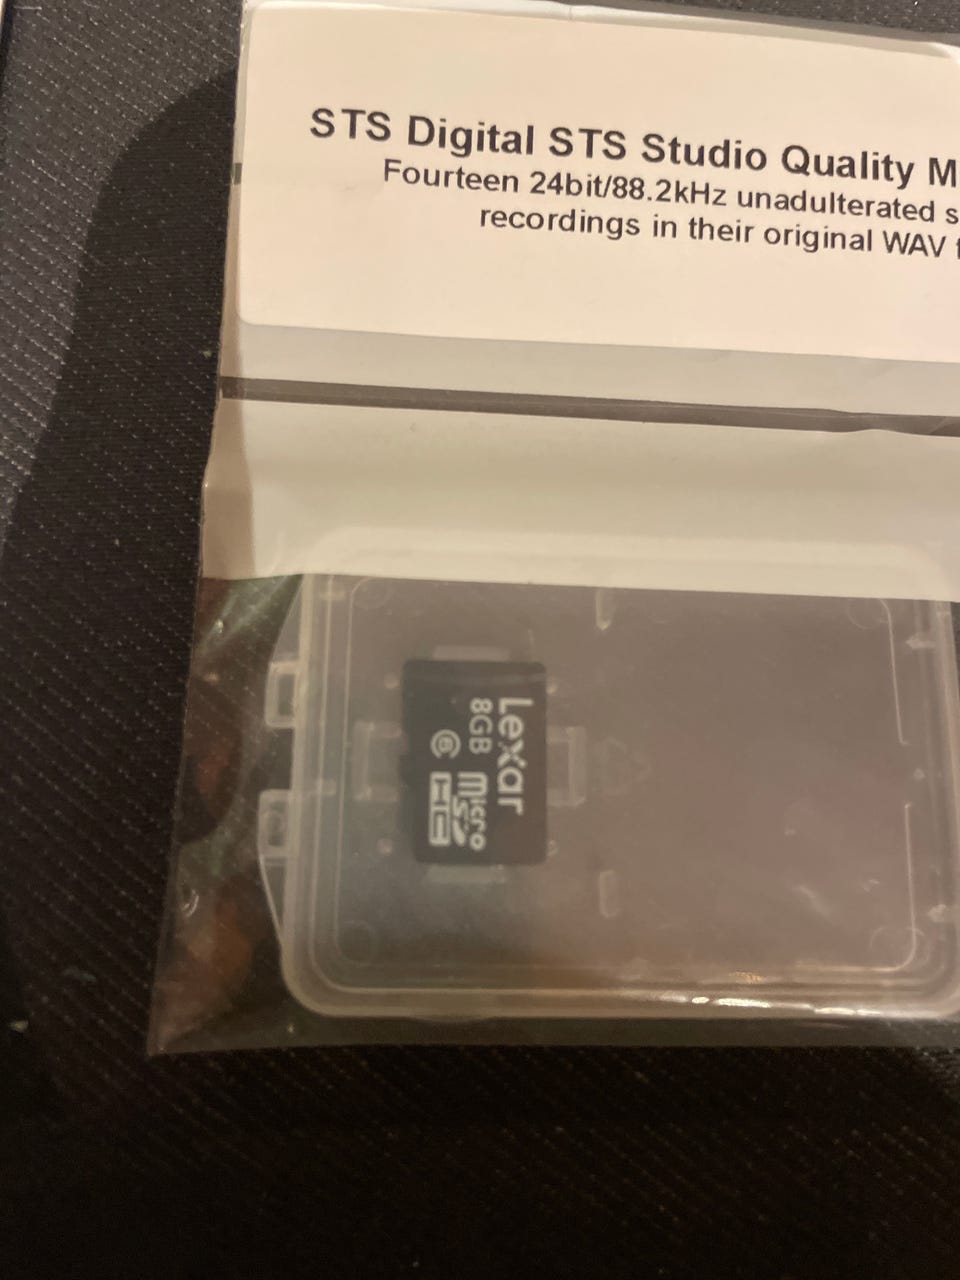 STS Digital STS Studio Quality M
Fourteen 24bit/88.2kHz unadulterated s
recordings in their original WAV
Lexar
8GB Micro
6 SD
HC